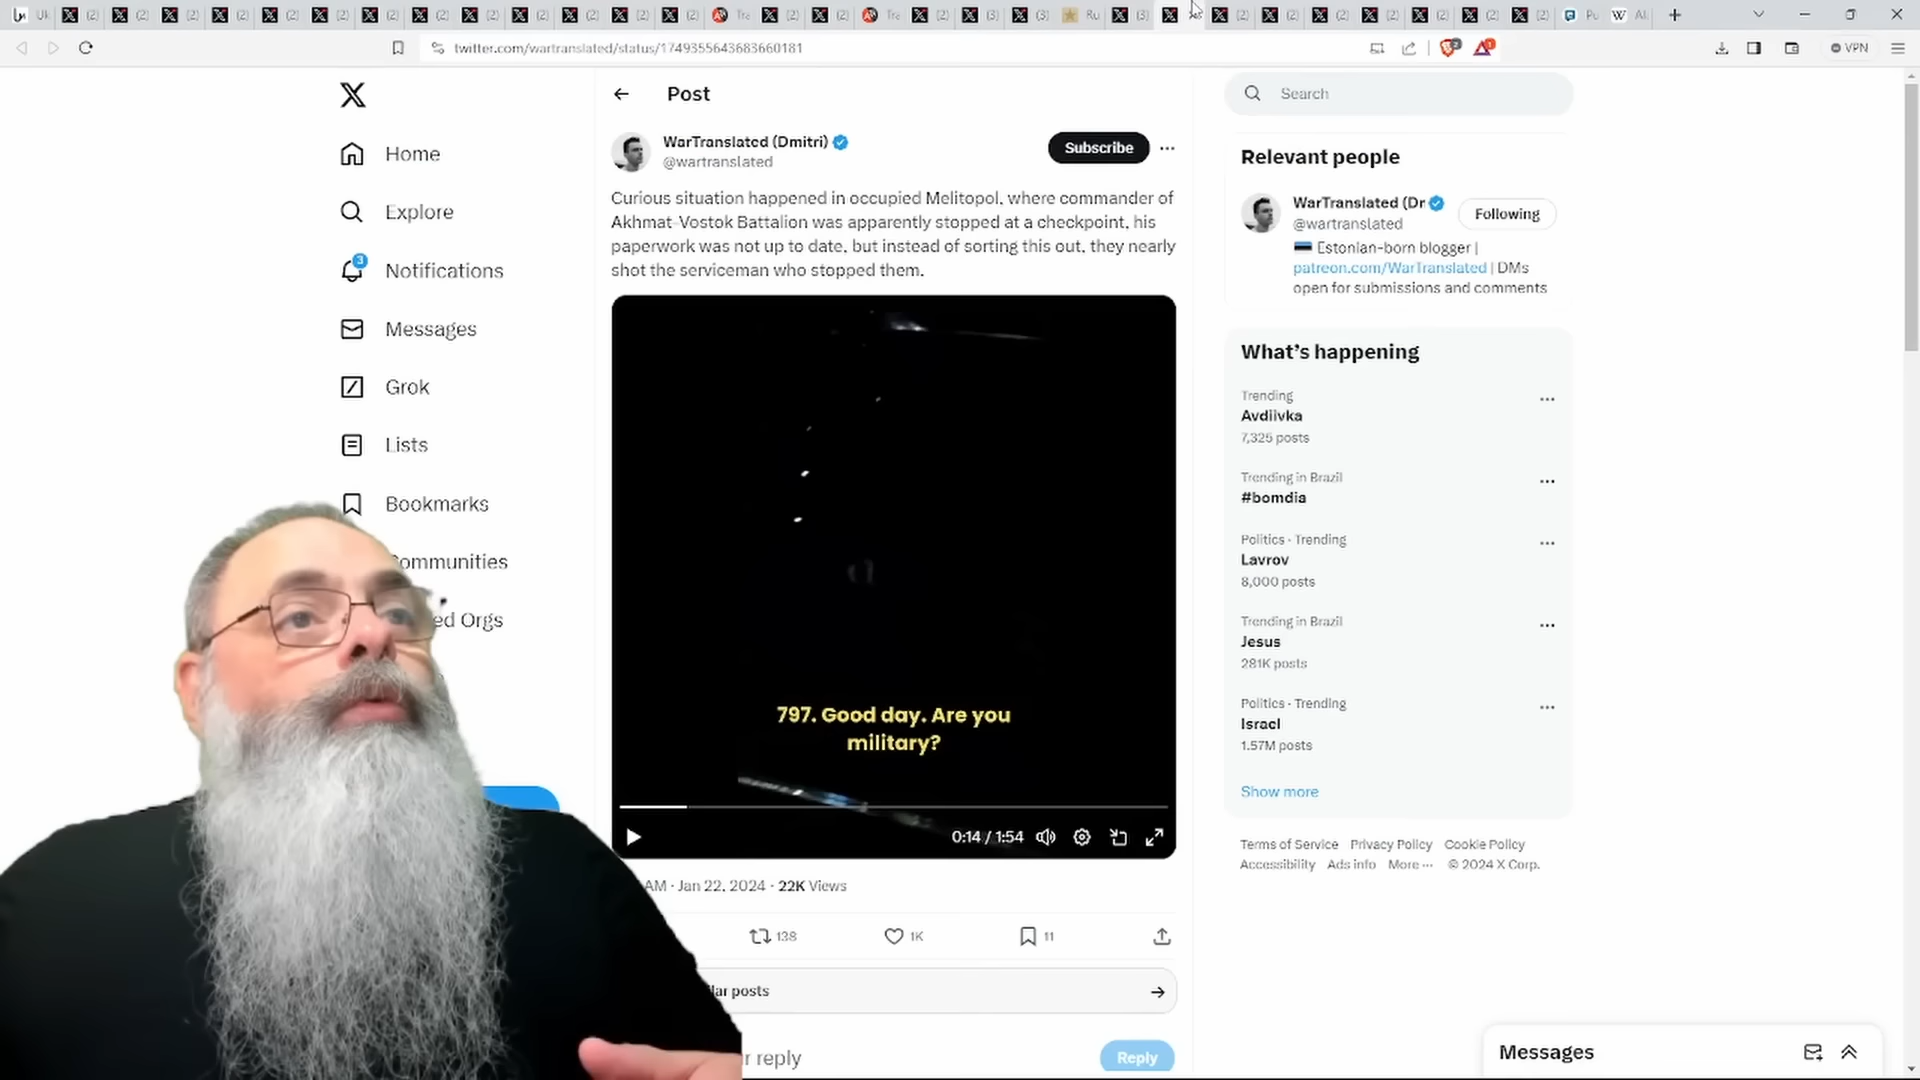 twitter.com/wartranslated/status/1749355643683660181
VPN
Home
Explore
3
Notifications
Messages
Grok
Lists
Bookmarks
ommunities
ed Orgs
Post
WarTranslated (Dmitri)
@wartranslated
Subscribe
Curious situation happened in occupied Melitopol, where commander of
Akhmat-Vostok Battalion was apparently stopped at a checkpoint, his
paperwork was not up to date, but instead of sorting this out, they nearly
shot the serviceman who stopped them.
797. Good day. Are you
military?
0:14 / 1:54
AM · Jan 22, 2024 · 22K Views
138
1K
11
lar posts
r reply
Reply
Search
Relevant people
WarTranslated (Dr
@wartranslated
Following
Estonian-born blogger |
patreon.com/WarTranslated | DMs
open for submissions and comments
What's happening
Trending
Avdiivka
7,325 posts
Trending in Brazil
#bomdia
Politics · Trending
Lavrov
8,000 posts
Trending in Brazil
Jesus
281K posts
Politics · Trending
Israel
1.57M posts
Show more
Terms of Service Privacy Policy Cookie Policy
Accessibility Ads info More ··· © 2024 X Corp.
Messages